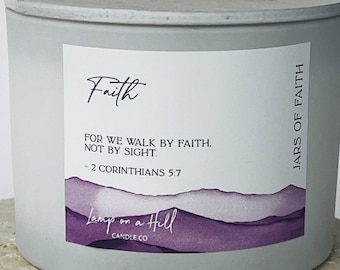 Faith
FOR WE WALK BY FAITH,
NOT BY SIGHT.
- 2 CORINTHIANS 5:7
Lamp on a Hill
CANDLE CO
JARS OF FAITH